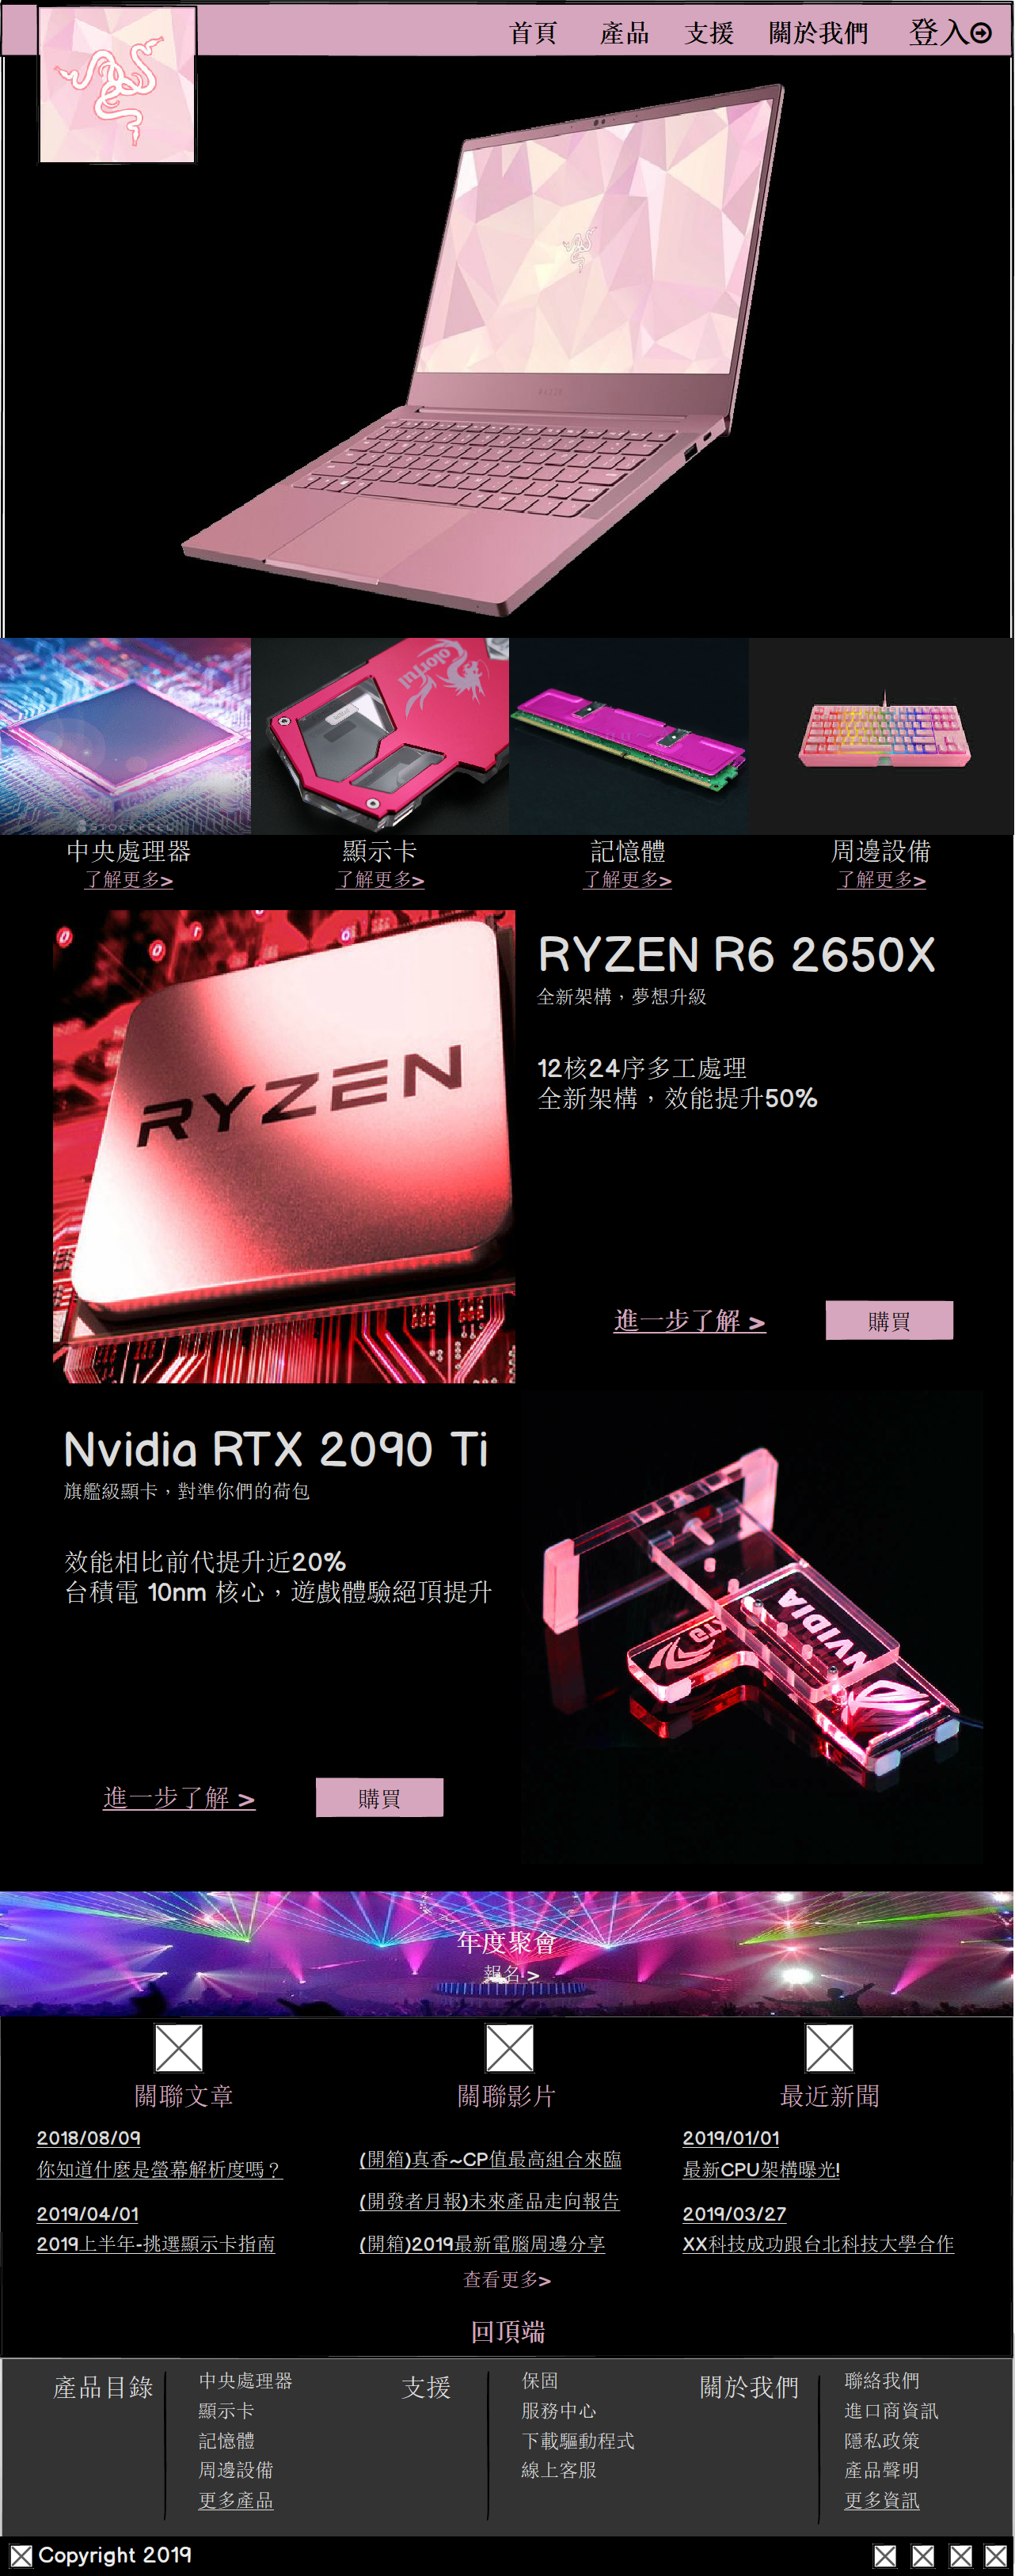 首頁 產品 支援 關於我們 登入
RAZER
colorful
中央處理器 顯示卡 記憶體 周邊設備
了解更多> 了解更多> 了解更多> 了解更多>
RYZEN
RYZEN R6 2650X
全新架構，夢想升級
12核24序多工處理
全新架構，效能提升50%
進一步了解 > 購買
Nvidia RTX 2090 Ti
旗艦級顯卡，對準你們的荷包
效能相比前代提升近20%
台積電 10nm 核心，遊戲體驗絕頂提升
NVIDIA
進一步了解 > 購買
年度聚會
報名 >
關聯文章
2018/08/09
你知道什麼是螢幕解析度嗎？
2019/04/01
2019上半年-挑選顯示卡指南
關聯影片
(開箱)真香~CP值最高組合來臨
(開發者月報)未來產品走向報告
(開箱)2019最新電腦周邊分享
最近新聞
2019/01/01
最新CPU架構曝光!
2019/03/27
XX科技成功跟台北科技大學合作
查看更多>
回頂端
產品目錄
中央處理器
顯示卡
記憶體
周邊設備
更多產品
支援
保固
服務中心
下載驅動程式
線上客服
關於我們
聯絡我們
進口商資訊
隱私政策
產品聲明
更多資訊
Copyright 2019